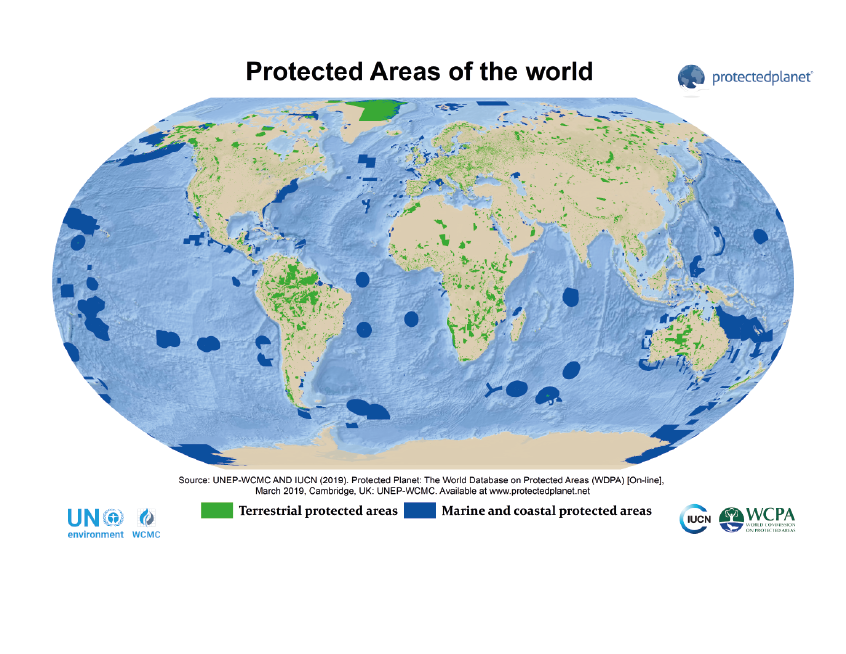 Protected Areas of the world
protectedplanet
Source: UNEP-WCMC AND IUCN (2019). Protected Planet: The World Database on Protected Areas (WDPA) [On-line],
March 2019, Cambridge, UK: UNEP-WCMC. Available at www.protectedplanet.net
Terrestrial protected areas
Marine and coastal protected areas
UN
environment
WCMC
IUCN
WCPA
WORLD COMMISSION
ON PROTECTED AREAS